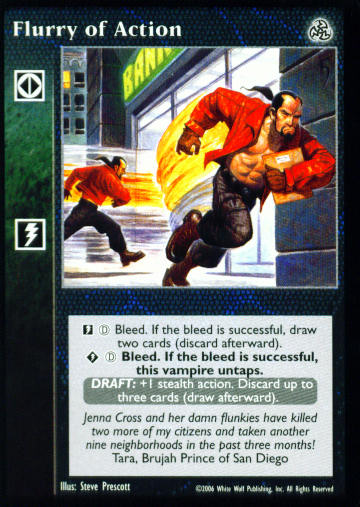 Flurry of Action
BANK
Ⓓ Bleed. If the bleed is successful, draw
two cards (discard afterward).
Ⓓ Bleed. If the bleed is successful,
this vampire untaps.
DRAFT: +1 stealth action. Discard up to
three cards (draw afterward).
Jenna Cross and her damn flunkies have killed
two more of my citizens and taken another
nine neighborhoods in the past three months!
Tara, Brujah Prince of San Diego
Illus: Steve Prescott
©2006 White Wolf Publishing, Inc. All Rights Reserved.